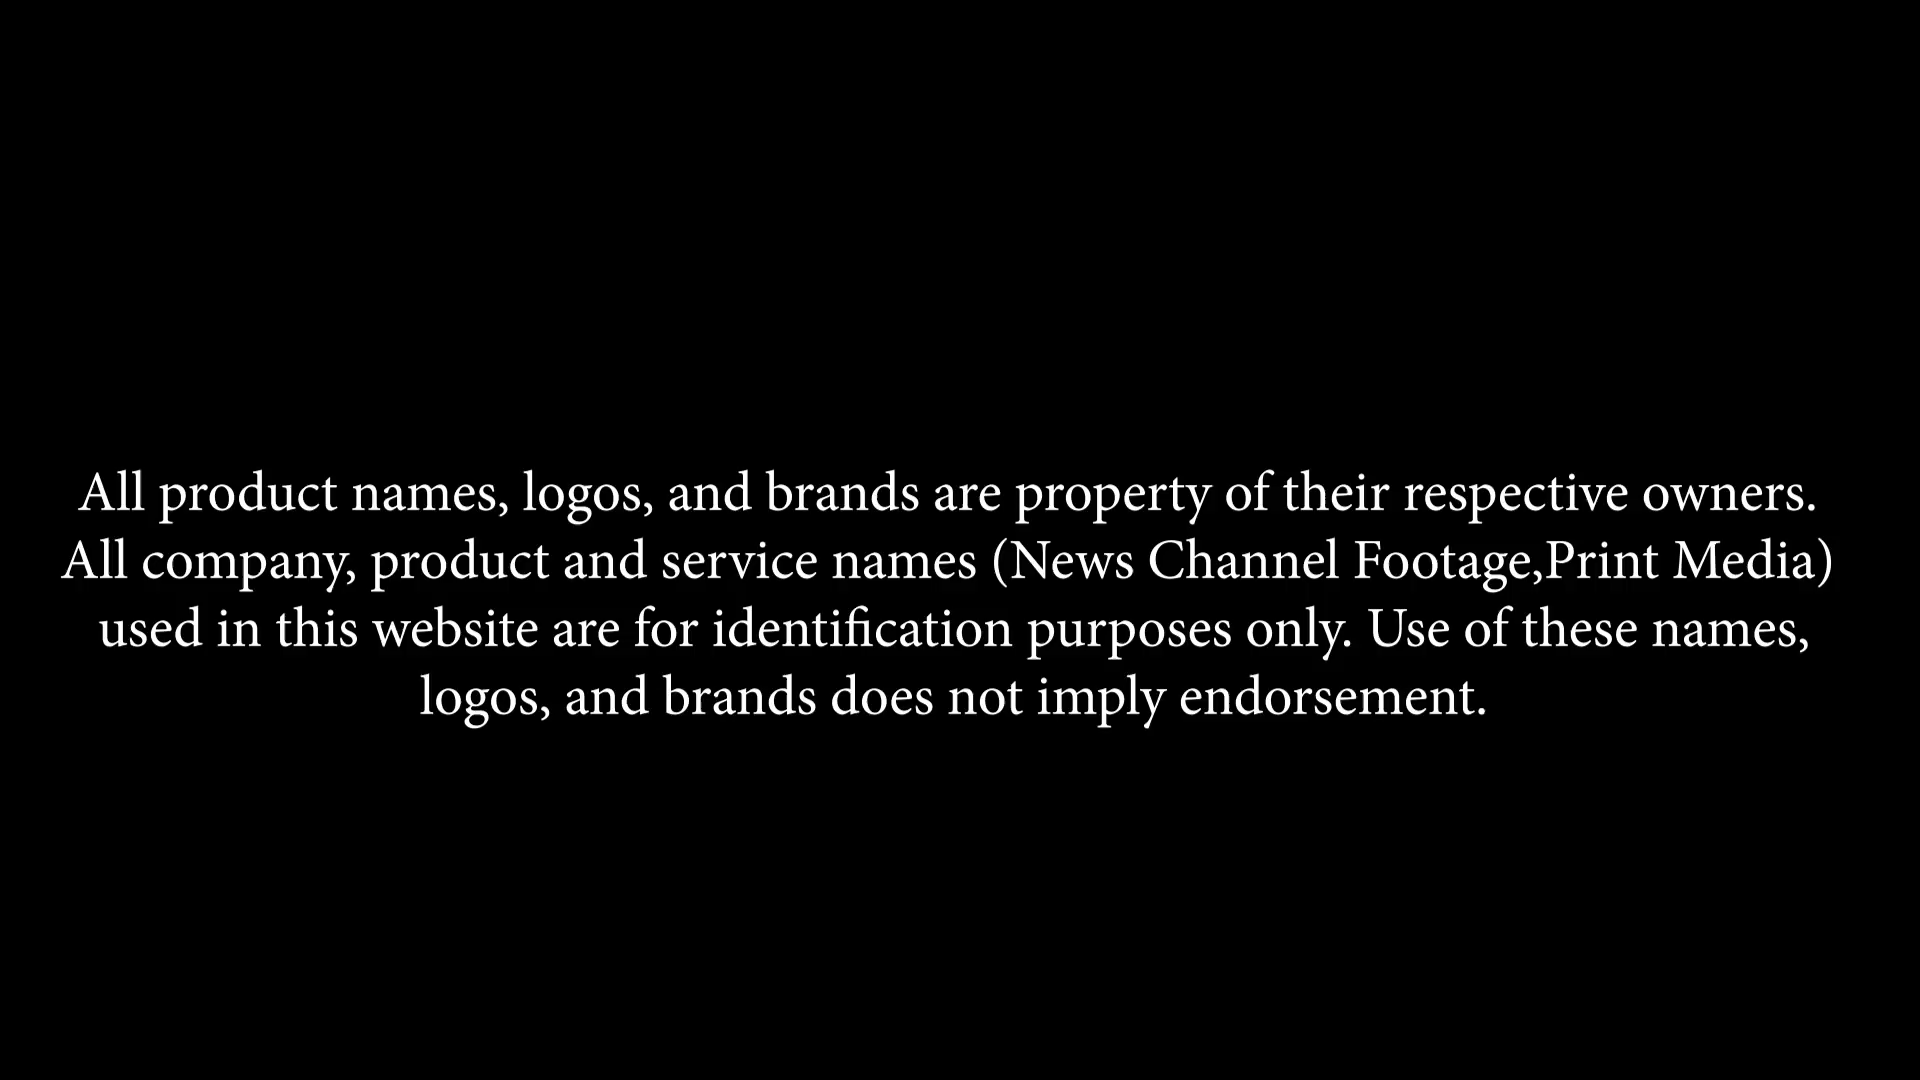 All product names, logos, and brands are property of their respective owners.
All company, product and service names (News Channel Footage,Print Media)
used in this website are for identification purposes only. Use of these names,
logos, and brands does not imply endorsement.